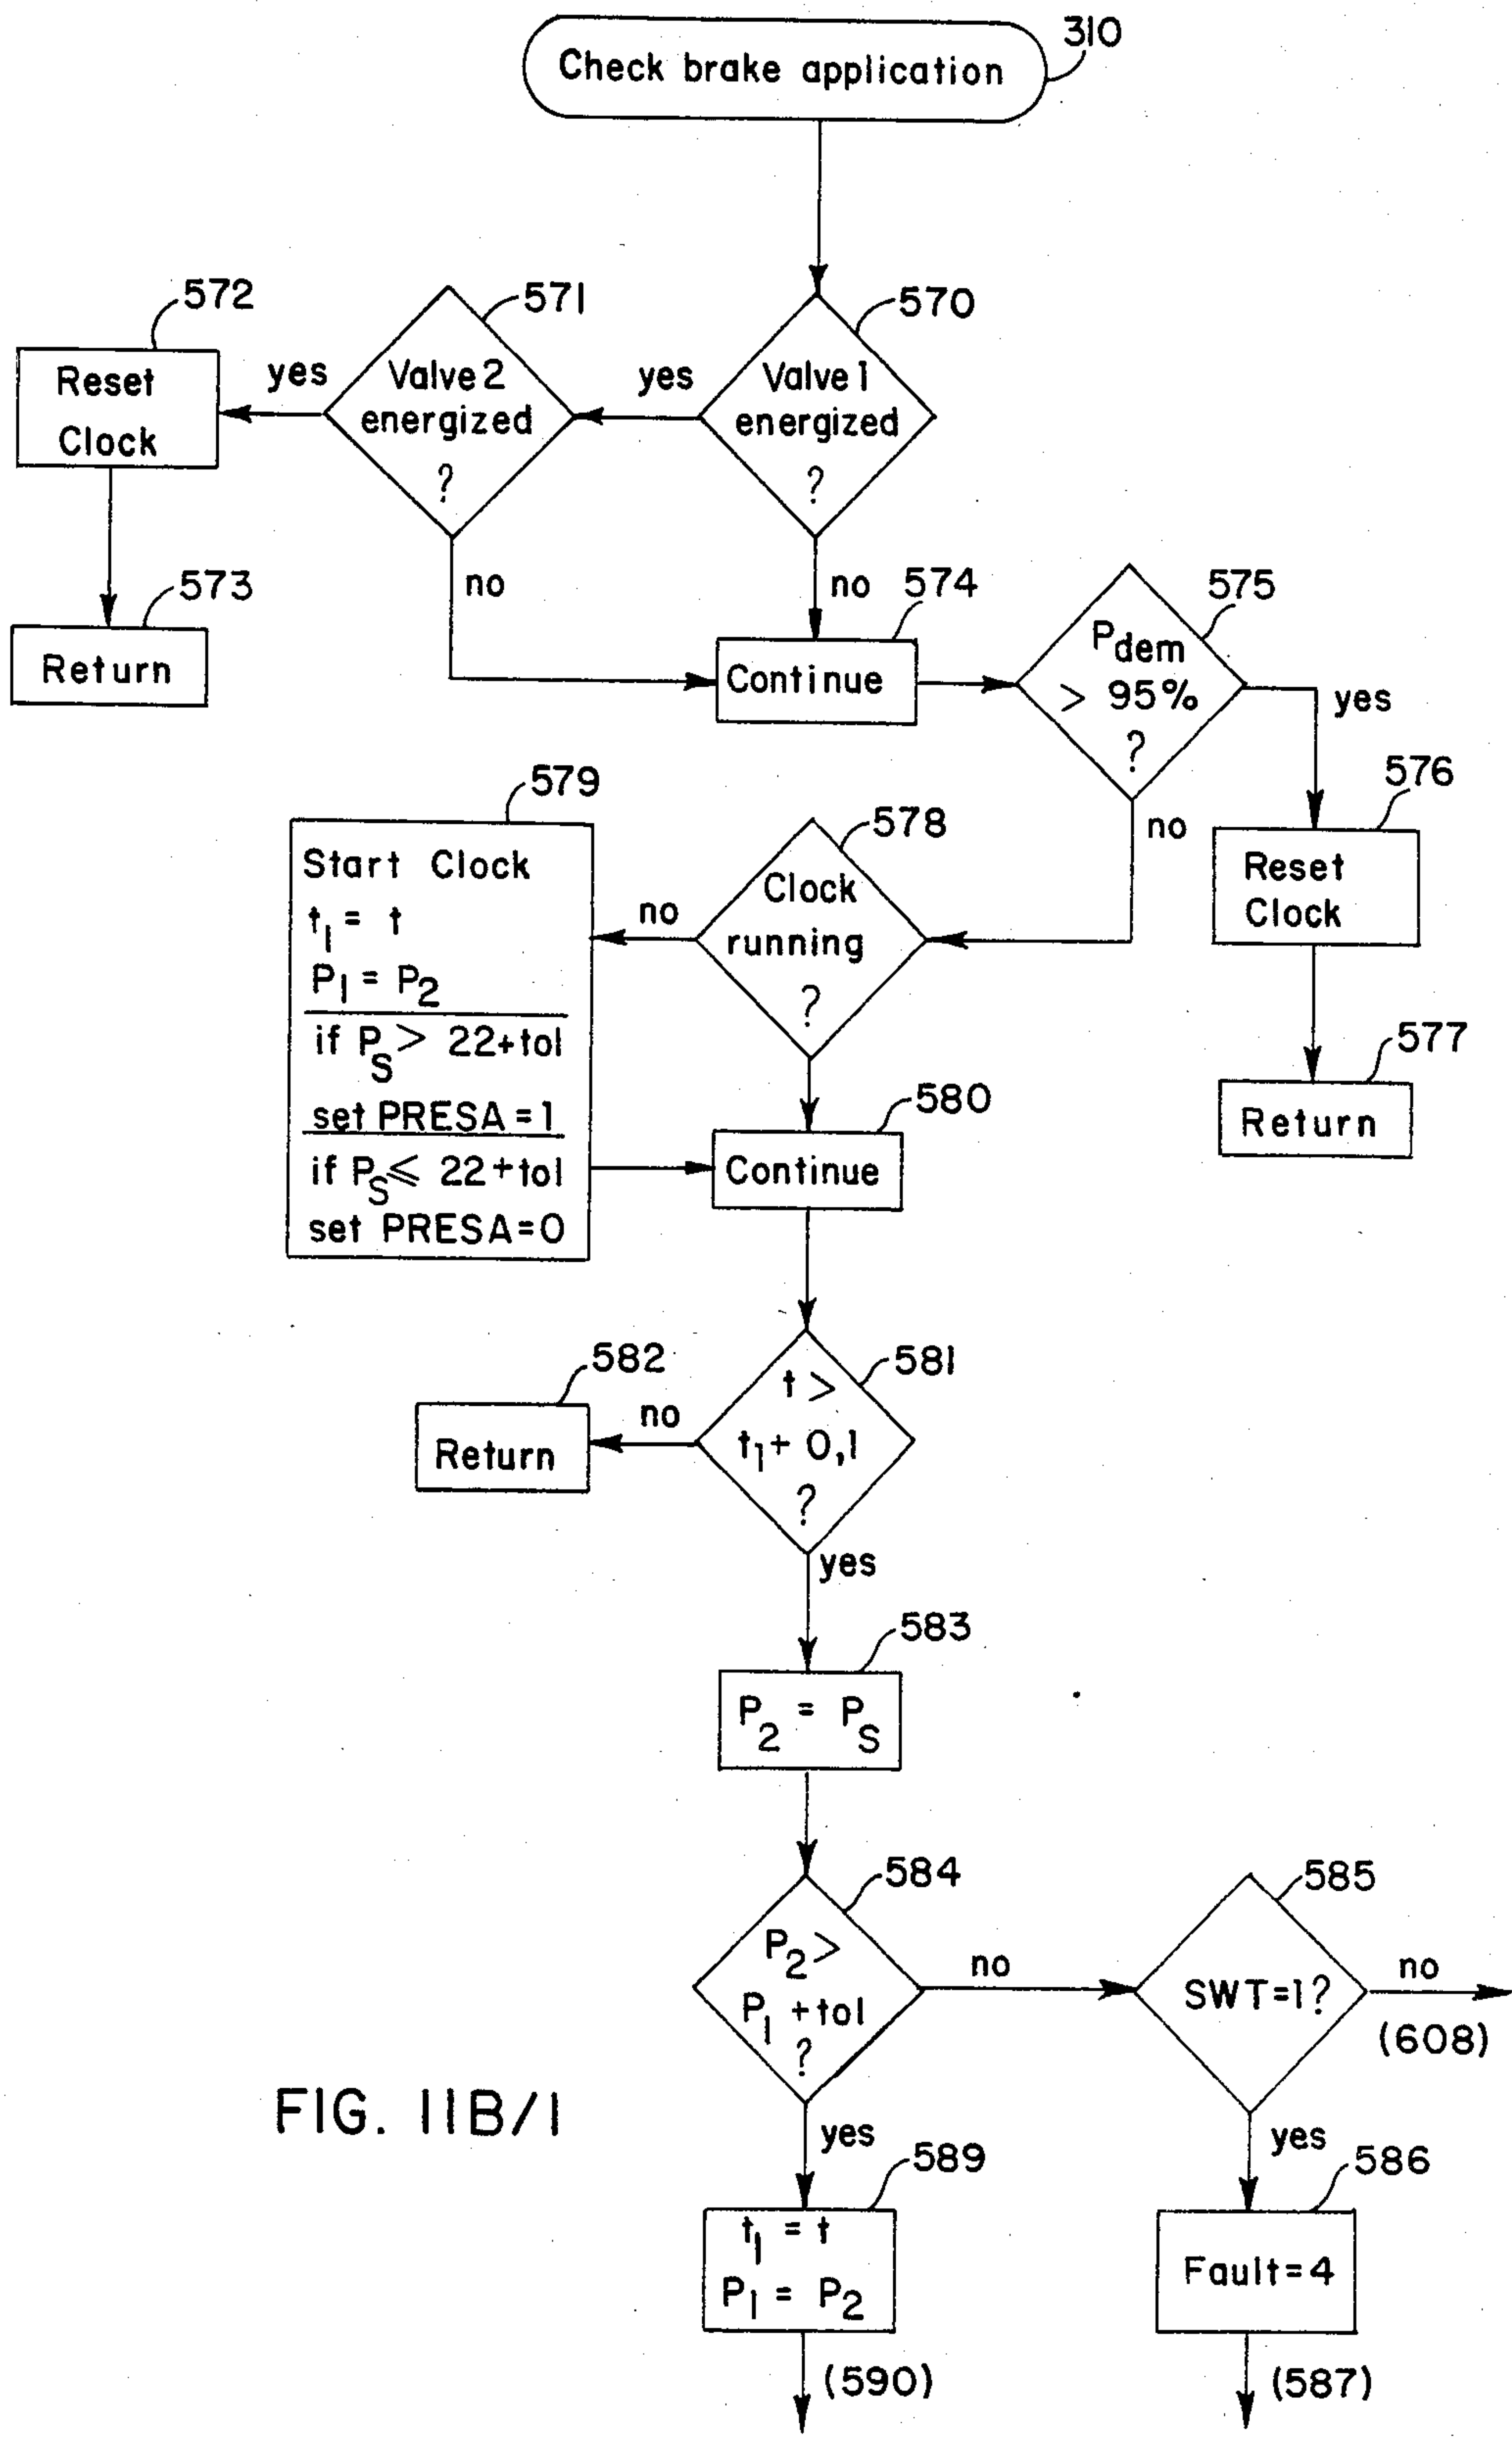 Check brake application
310
572
571
570
Reset
Clock
yes
Valve 2
energized
?
yes
Valve 1
energized
?
573
Return
no
no
574
Continue
575
Pdem
> 95%
?
yes
576
Reset
Clock
577
Return
no
578
Clock
running
?
no
579
Start Clock
t1 = t
P1 = P2
if PS > 22+tol
set PRESA = 1
if PS ≤ 22+tol
set PRESA=0
580
Continue
581
t >
t1 + 0,1
?
no
582
Return
yes
583
P2 = PS
584
P2 >
P1 + tol
?
no
585
SWT=1?
no
(608)
yes
589
t1 = t
P1 = P2
(590)
yes
586
Fault=4
(587)
FIG. 11B/1